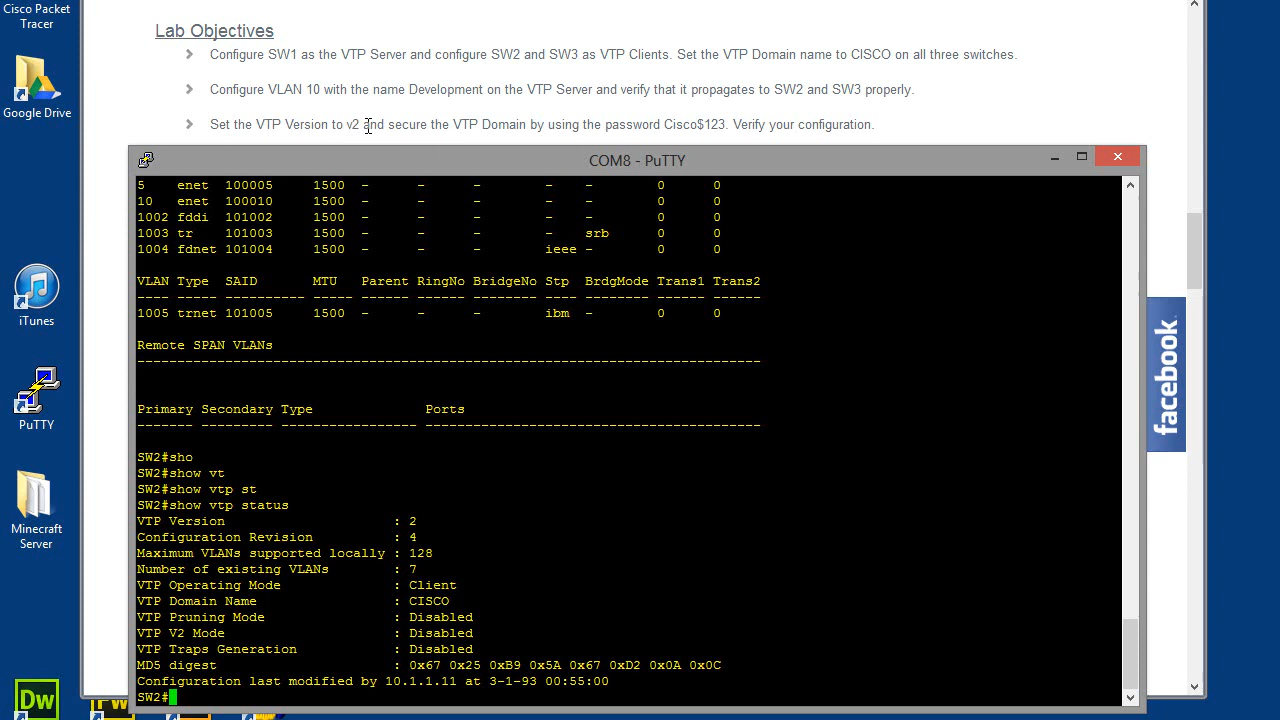 Cisco Packet
Tracer
Google Drive
iTunes
PuTTY
Minecraft
Server
Dw
Lab Objectives
Configure SW1 as the VTP Server and configure SW2 and SW3 as VTP Clients. Set the VTP Domain name to CISCO on all three switches.
Configure VLAN 10 with the name Development on the VTP Server and verify that it propagates to SW2 and SW3 properly.
Set the VTP Version to v2 and secure the VTP Domain by using the password Cisco$123. Verify your configuration.
COM8 - PuTTY
5 enet 100005 1500 - - - - - 0 0
10 enet 100010 1500 - - - - - 0 0
1002 fddi 101002 1500 - - - - - 0 0
1003 tr 101003 1500 - - - - srb 0 0
1004 fdnet 101004 1500 - - - ieee - 0 0
VLAN Type SAID MTU Parent RingNo BridgeNo Stp BrdgMode Trans1 Trans2
---- ----- ---------- ----- ------ ------ -------- ---- -------- ------ ------
1005 trnet 101005 1500 - - - ibm - 0 0
Remote SPAN VLANs
------------------------------------------------------------------------------
Primary Secondary Type Ports
------- --------- ----------------- ------------------------------------------
SW2#sho
SW2#show vt
SW2#show vtp st
SW2#show vtp status
VTP Version : 2
Configuration Revision : 4
Maximum VLANs supported locally : 128
Number of existing VLANs : 7
VTP Operating Mode : Client
VTP Domain Name : CISCO
VTP Pruning Mode : Disabled
VTP V2 Mode : Disabled
VTP Traps Generation : Disabled
MD5 digest : 0x67 0x25 0xB9 0x5A 0x67 0xD2 0x0A 0x0C
Configuration last modified by 10.1.1.11 at 3-1-93 00:55:00
SW2#
facebook